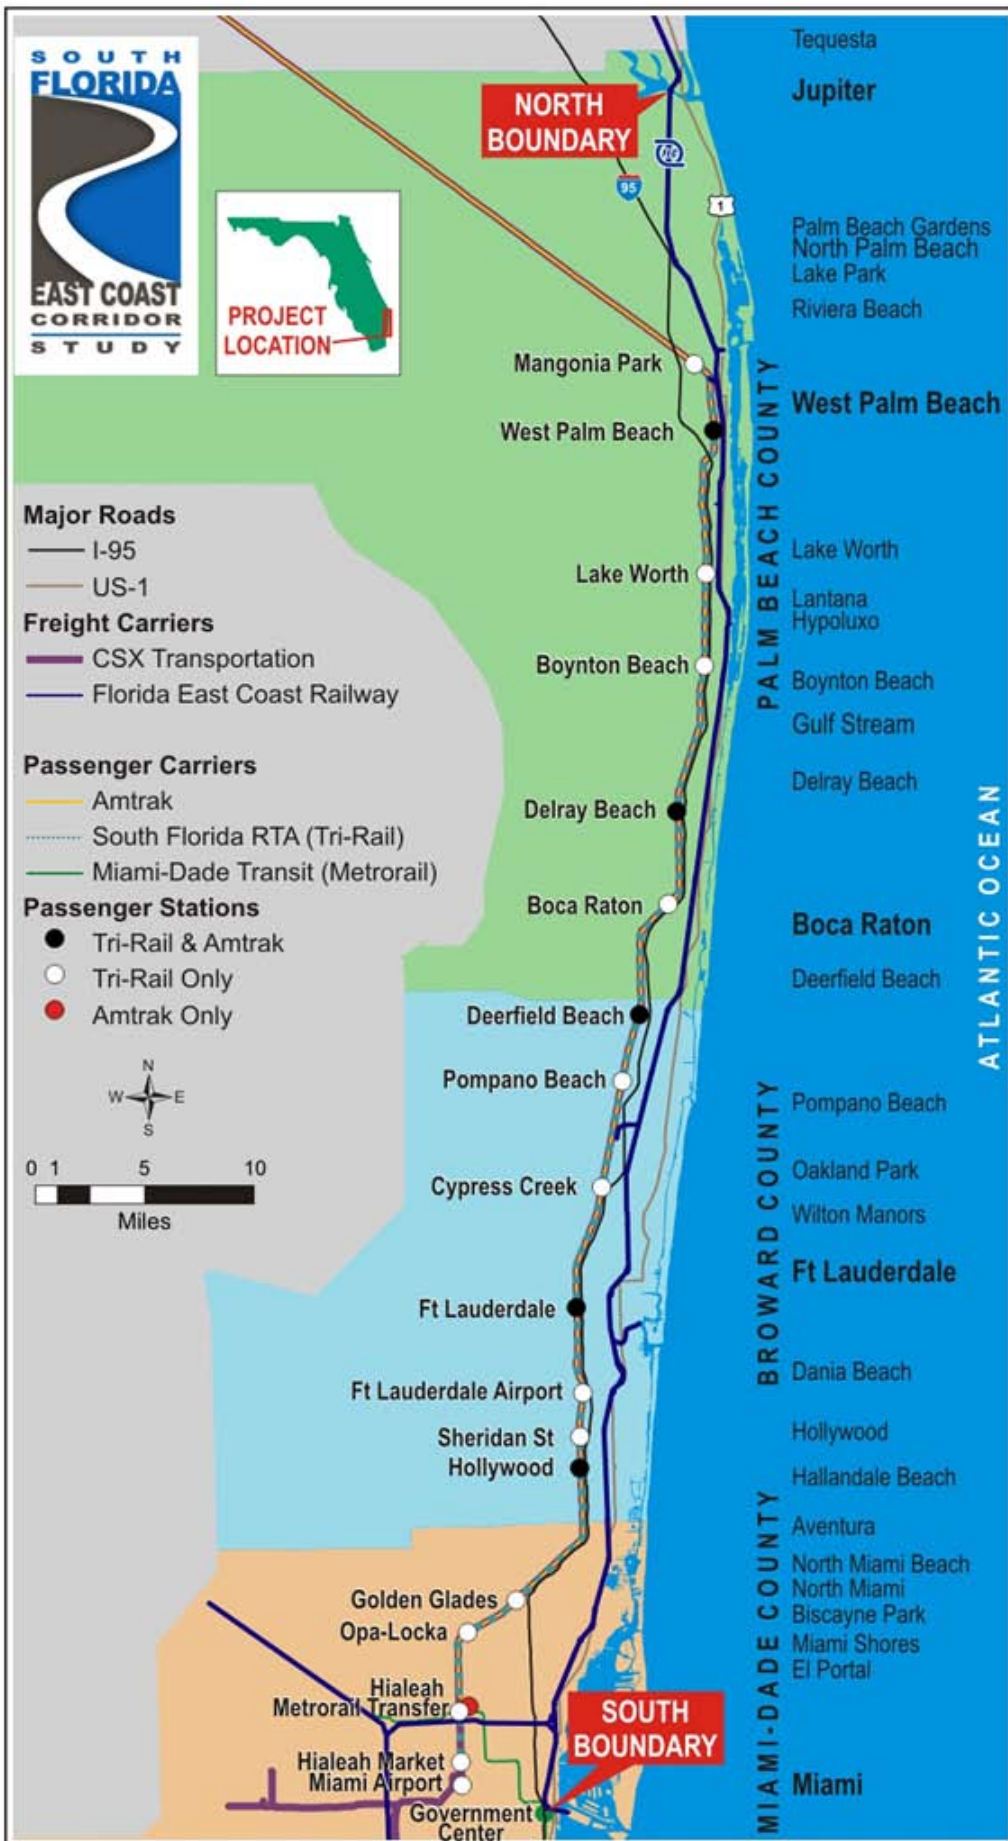 SOUTH
FLORIDA
EAST COAST
CORRIDOR
STUDY
PROJECT
LOCATION
NORTH
BOUNDARY
95
1
Tequesta
Jupiter
Palm Beach Gardens
North Palm Beach
Lake Park
Riviera Beach
West Palm Beach
Lake Worth
Lantana
Hypoluxo
Boynton Beach
Gulf Stream
Delray Beach
Boca Raton
Deerfield Beach
Pompano Beach
Oakland Park
Wilton Manors
Ft Lauderdale
Dania Beach
Hollywood
Hallandale Beach
Aventura
North Miami Beach
North Miami
Biscayne Park
Miami Shores
El Portal
Miami
PALM BEACH COUNTY
BROWARD COUNTY
MIAMI-DADE COUNTY
ATLANTIC OCEAN
Mangonia Park
West Palm Beach
Lake Worth
Boynton Beach
Delray Beach
Boca Raton
Deerfield Beach
Pompano Beach
Cypress Creek
Ft Lauderdale
Ft Lauderdale Airport
Sheridan St
Hollywood
Golden Glades
Opa-Locka
Hialeah
Metrorail Transfer
Hialeah Market
Miami Airport
Government
Center
SOUTH
BOUNDARY
Major Roads
I-95
US-1
Freight Carriers
CSX Transportation
Florida East Coast Railway
Passenger Carriers
Amtrak
South Florida RTA (Tri-Rail)
Miami-Dade Transit (Metrorail)
Passenger Stations
Tri-Rail & Amtrak
Tri-Rail Only
Amtrak Only
N
W E
S
0 1 5 10
Miles